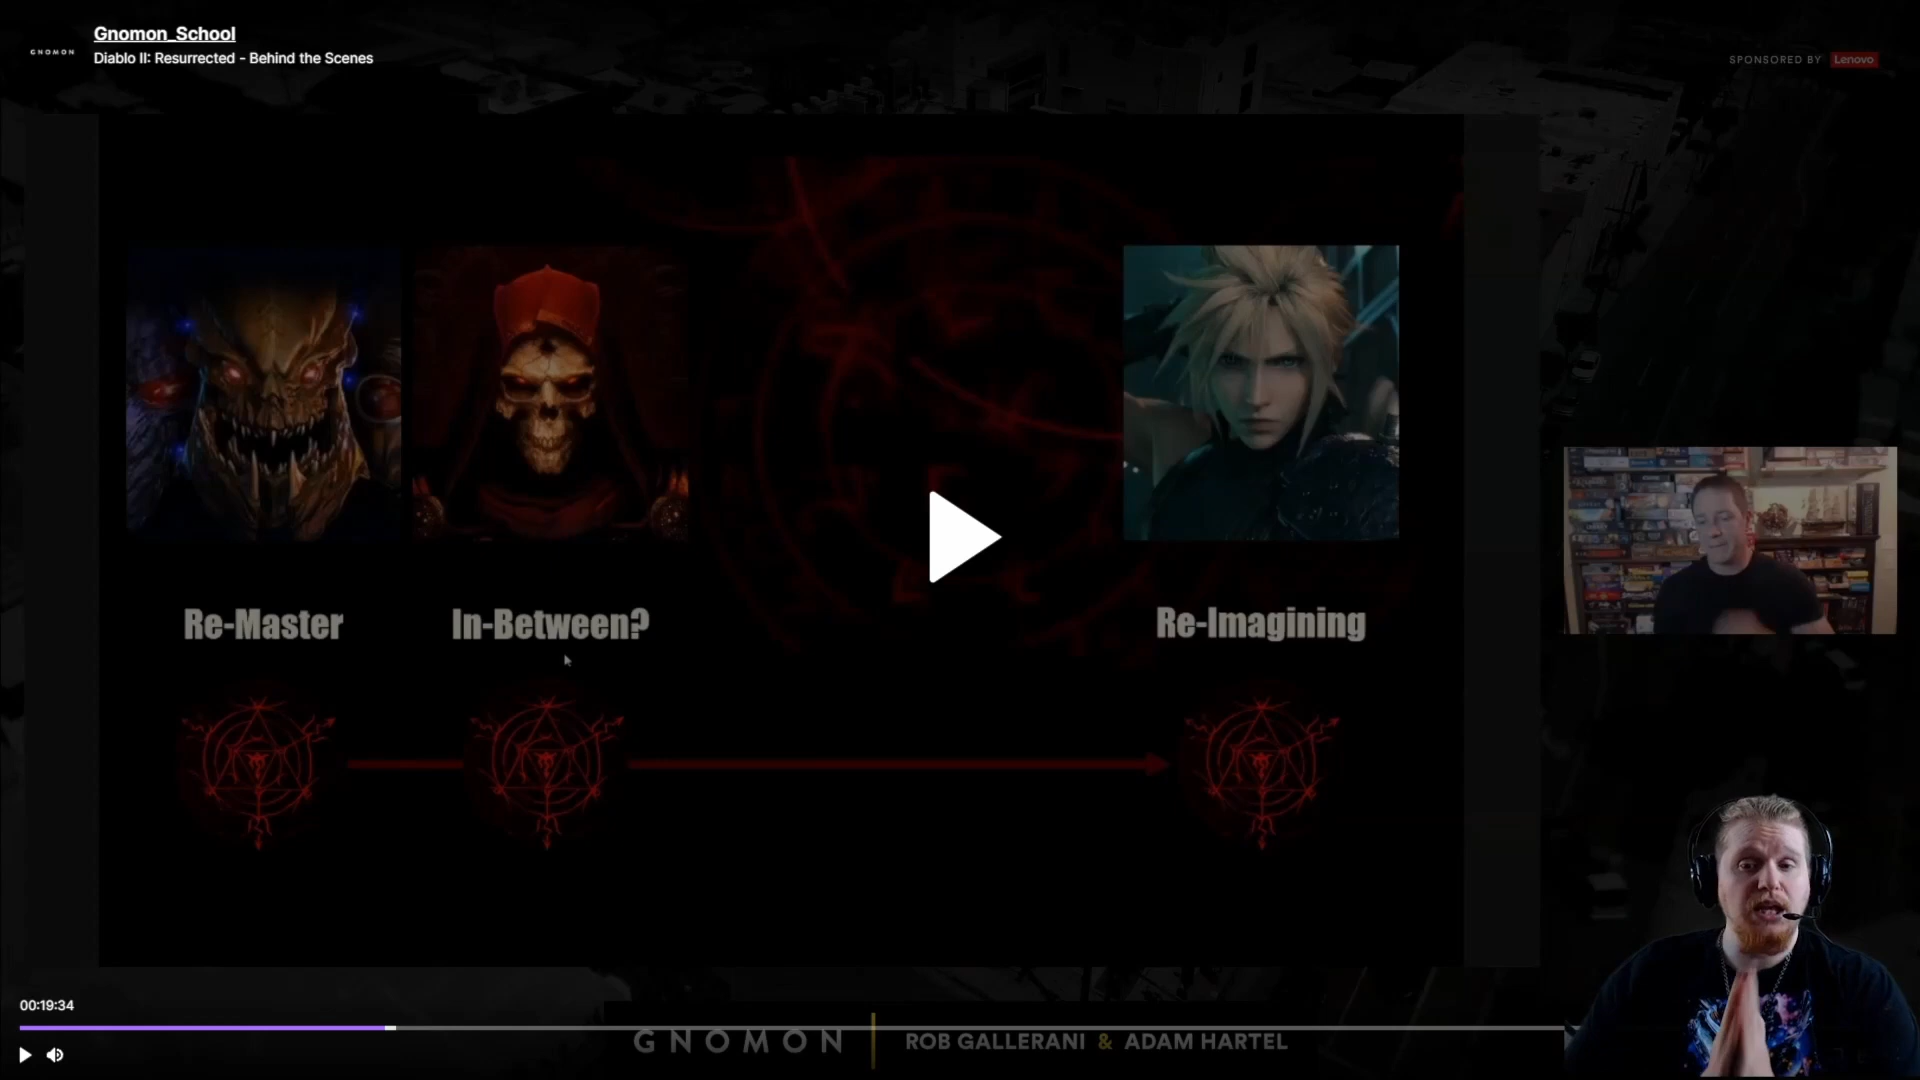 GNOMON
Gnomon_School
Diablo II: Resurrected - Behind the Scenes
SPONSORED BY Lenovo
Re-Master
In-Between?
Re-Imagining
00:19:34
GNOMON
ROB GALLERANI & ADAM HARTEL